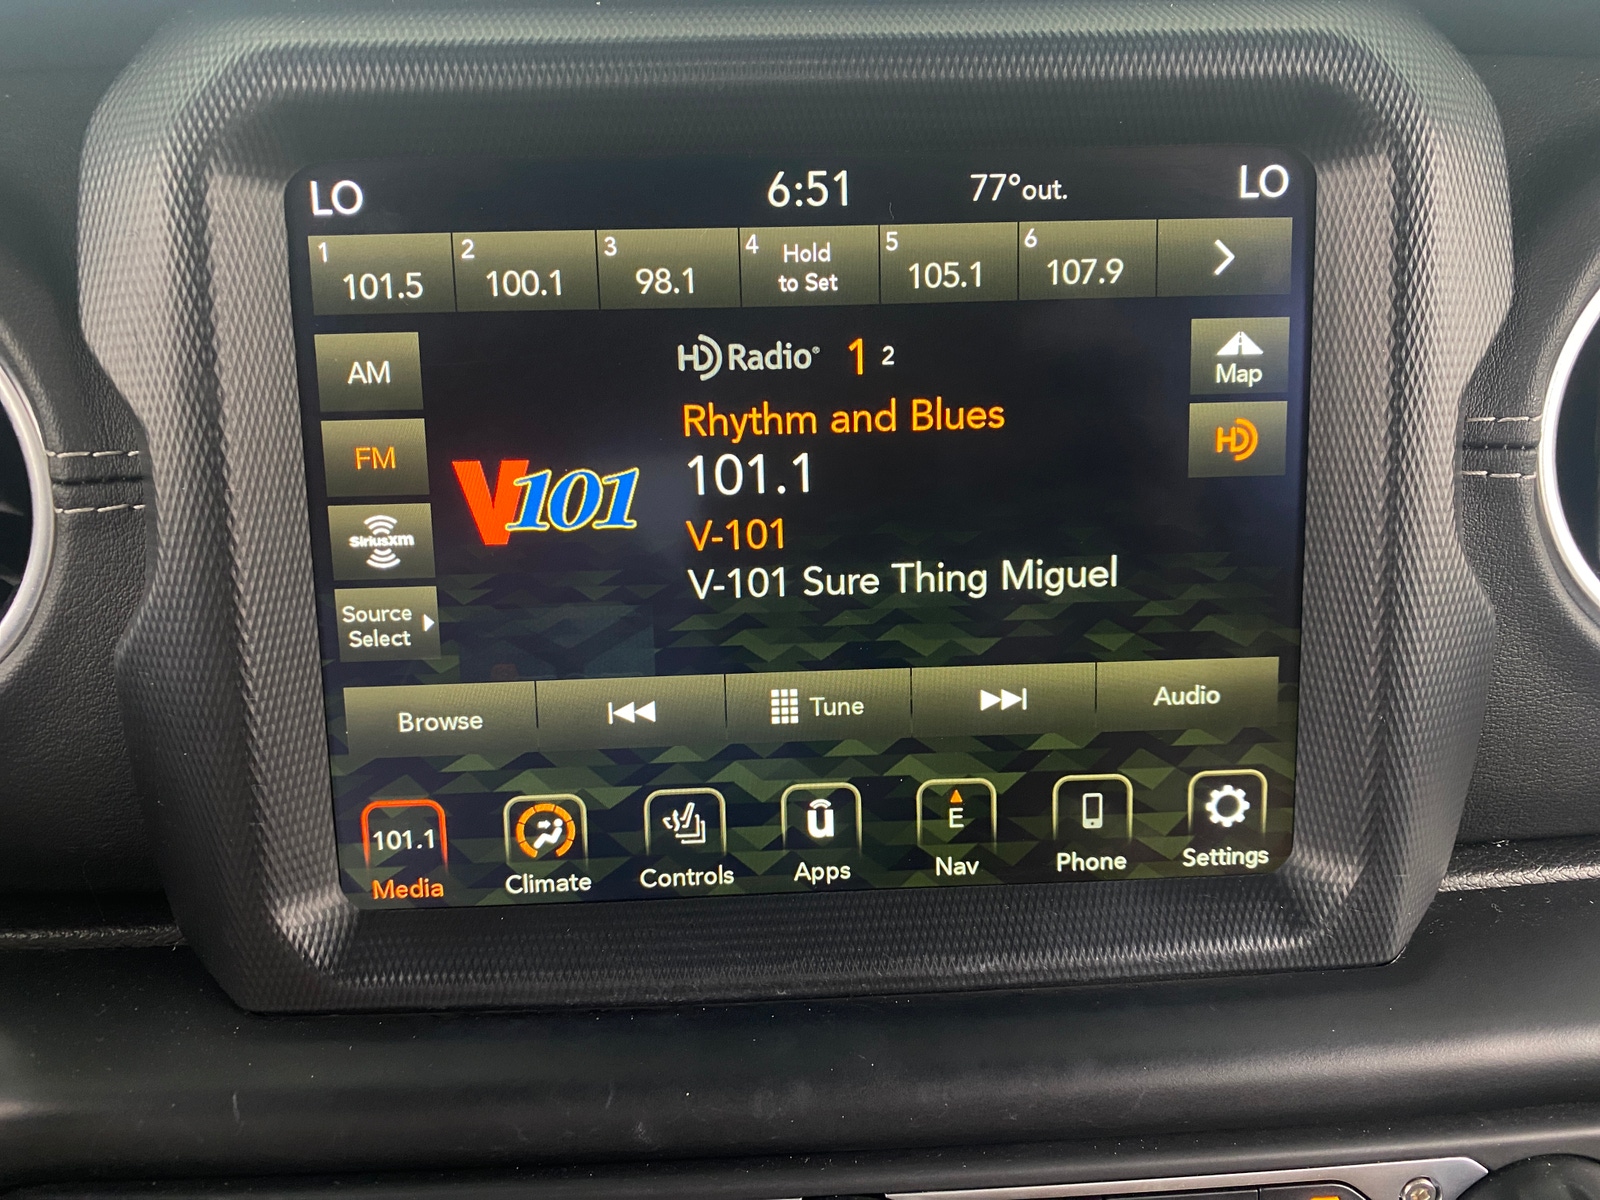 LO
6:51
77°out.
LO
1
101.5
2
100.1
3
98.1
4
Hold
to Set
5
105.1
6
107.9
AM
HD Radio® 1 2
Map
Rhythm and Blues
FM
HD
101.1
V101
V-101
SiriusXm
V-101 Sure Thing Miguel
Source
Select
Browse
Tune
Audio
101.1
Media
Climate
Controls
u
Apps
E
Nav
Phone
Settings